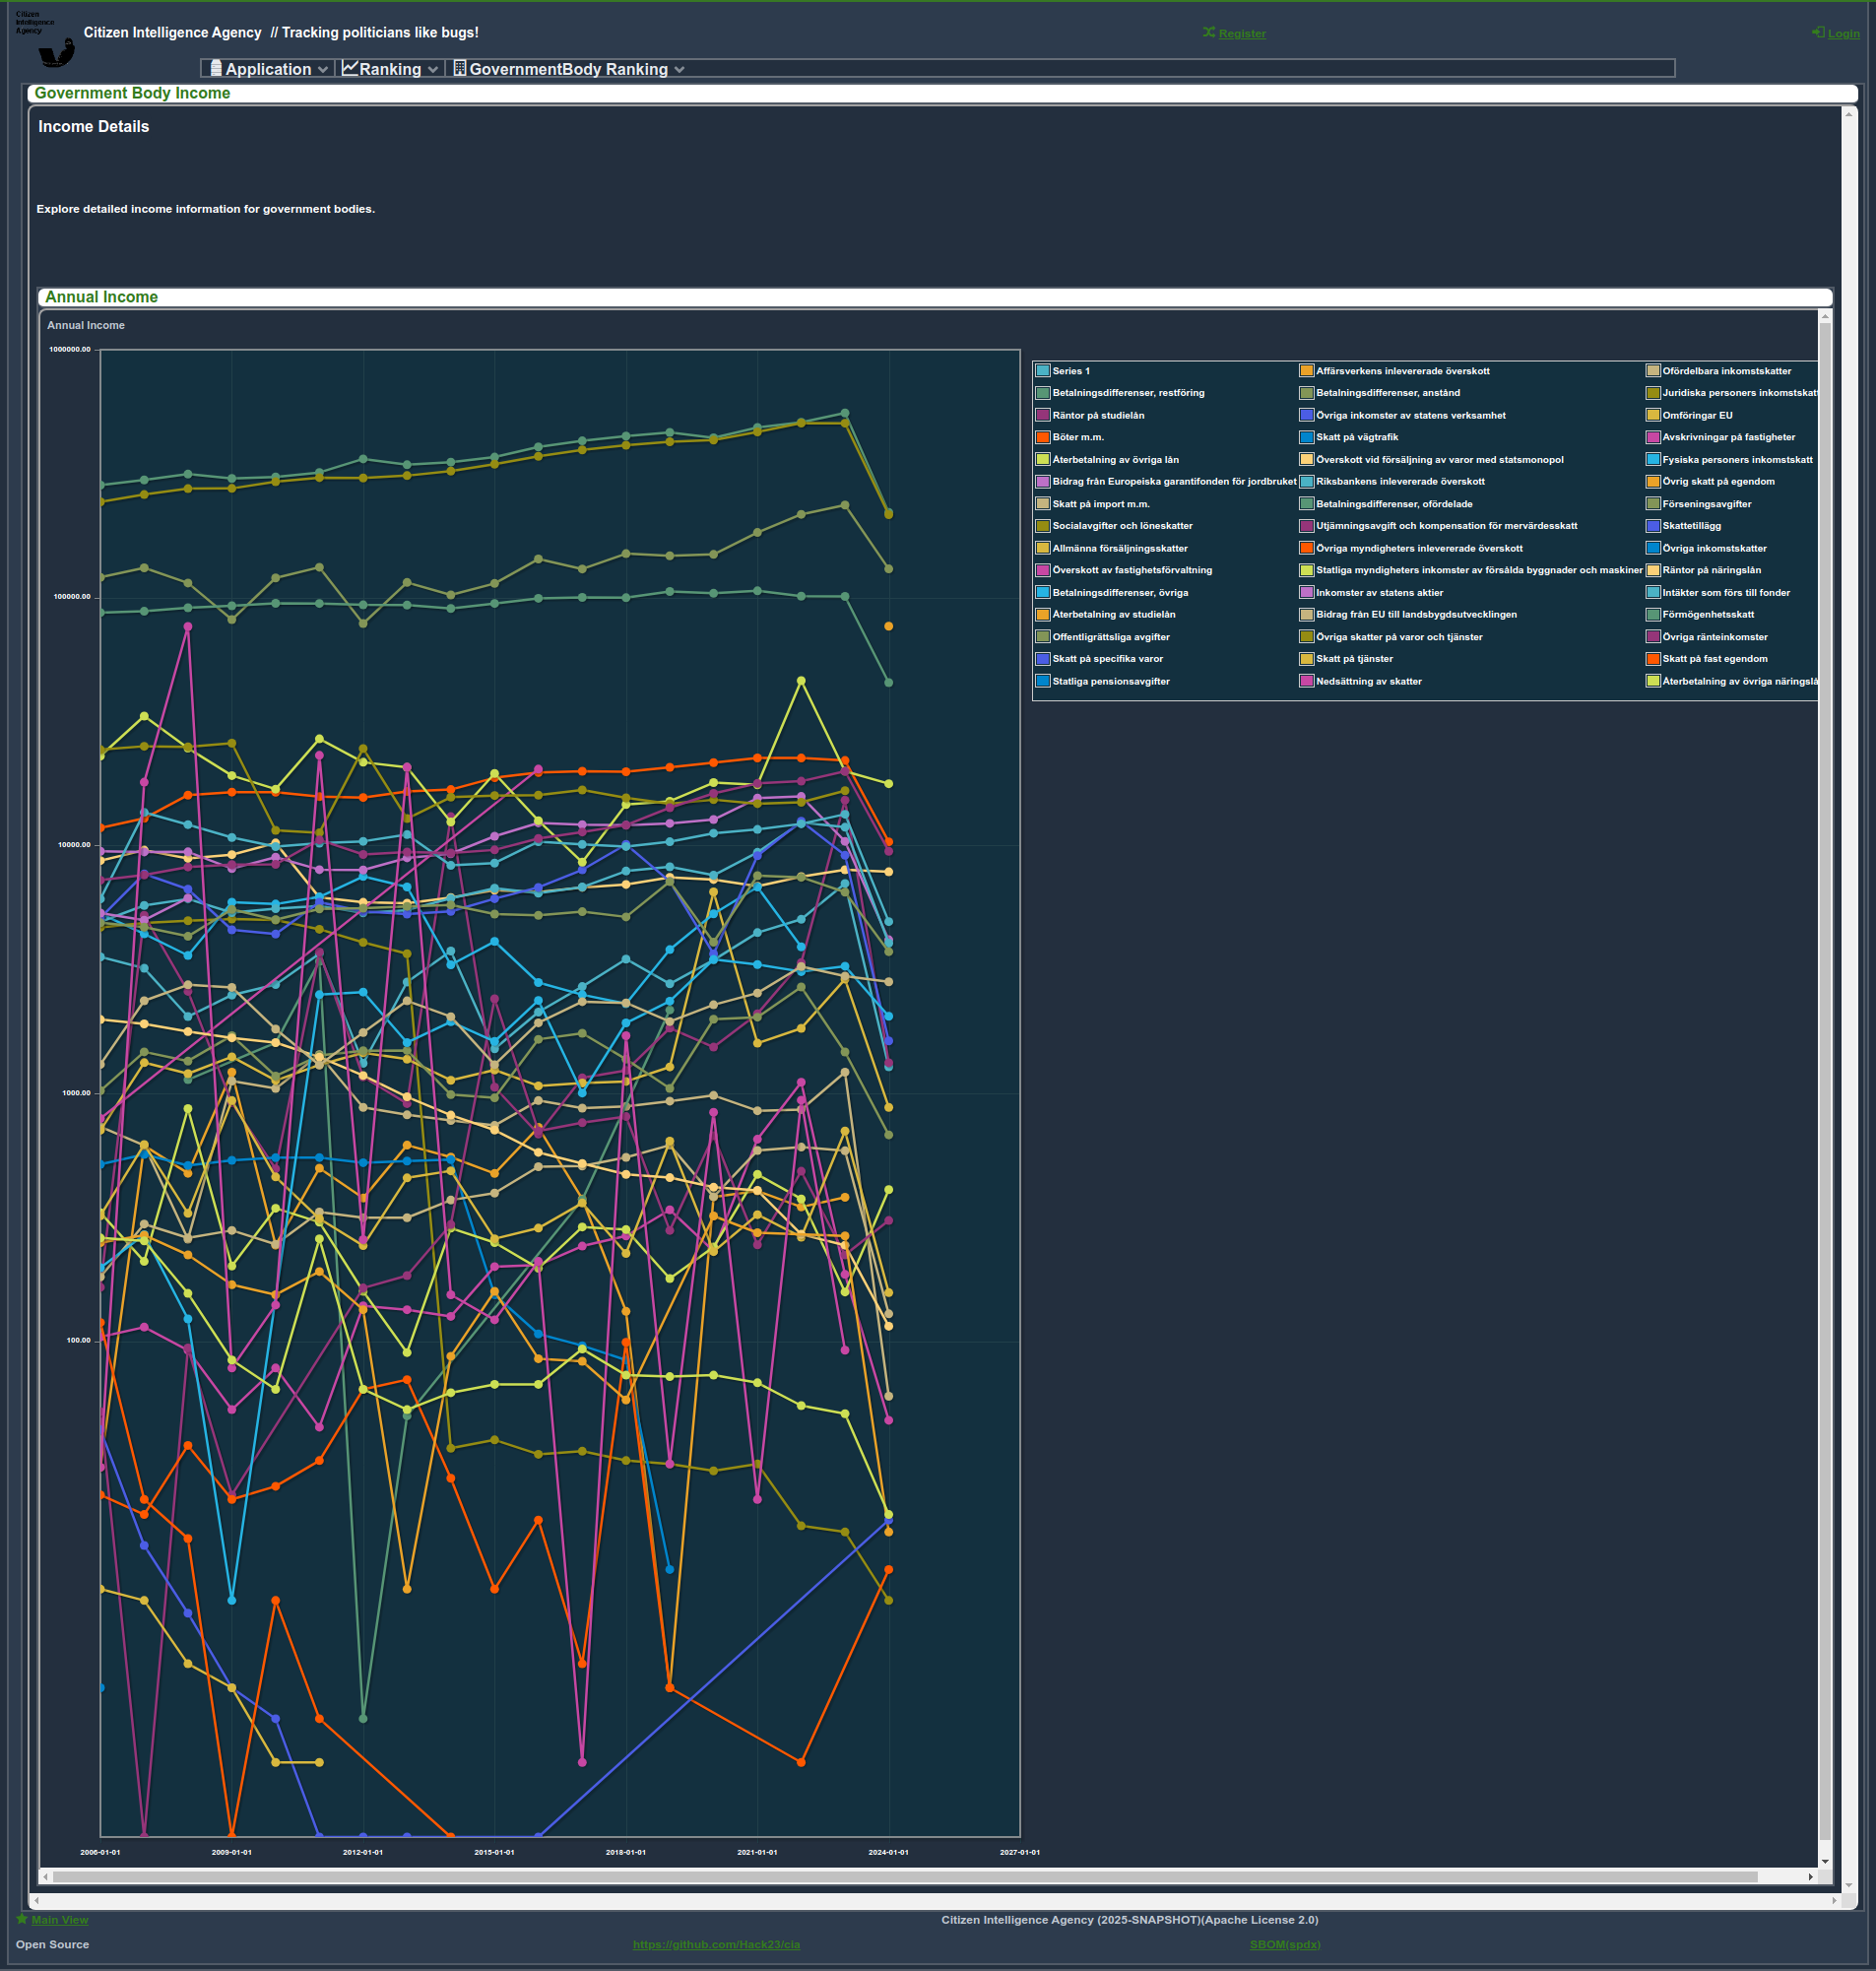 Citizen
Intelligence
Agency
Citizen Intelligence Agency // Tracking politicians like bugs!
Register
Login
Application
Ranking
GovernmentBody Ranking
Government Body Income
Income Details
Explore detailed income information for government bodies.
Annual Income
Annual Income
1000000.00
100000.00
10000.00
1000.00
100.00
2006-01-01
2009-01-01
2012-01-01
2015-01-01
2018-01-01
2021-01-01
2024-01-01
2027-01-01
Series 1
Affärsverkens inlevererade överskott
Ofördelbara inkomstskatter
Betalningsdifferenser, restföring
Betalningsdifferenser, anstånd
Juridiska personers inkomstskatt
Räntor på studielån
Övriga inkomster av statens verksamhet
Omföringar EU
Böter m.m.
Skatt på vägtrafik
Avskrivningar på fastigheter
Återbetalning av övriga lån
Överskott vid försäljning av varor med statsmonopol
Fysiska personers inkomstskatt
Bidrag från Europeiska garantifonden för jordbruket
Riksbankens inlevererade överskott
Övrig skatt på egendom
Skatt på import m.m.
Betalningsdifferenser, ofördelade
Förseningsavgifter
Socialavgifter och löneskatter
Utjämningsavgift och kompensation för mervärdesskatt
Skattetillägg
Allmänna försäljningsskatter
Övriga myndigheters inlevererade överskott
Övriga inkomstskatter
Överskott av fastighetsförvaltning
Statliga myndigheters inkomster av försålda byggnader och maskiner
Räntor på näringslån
Betalningsdifferenser, övriga
Inkomster av statens aktier
Intäkter som förs till fonder
Återbetalning av studielån
Bidrag från EU till landsbygdsutvecklingen
Förmögenhetsskatt
Offentligrättsliga avgifter
Övriga skatter på varor och tjänster
Övriga ränteinkomster
Skatt på specifika varor
Skatt på tjänster
Skatt på fast egendom
Statliga pensionsavgifter
Nedsättning av skatter
Återbetalning av övriga näringslå
Main View
Citizen Intelligence Agency (2025-SNAPSHOT)(Apache License 2.0)
Open Source
https://github.com/Hack23/cia
SBOM(spdx)